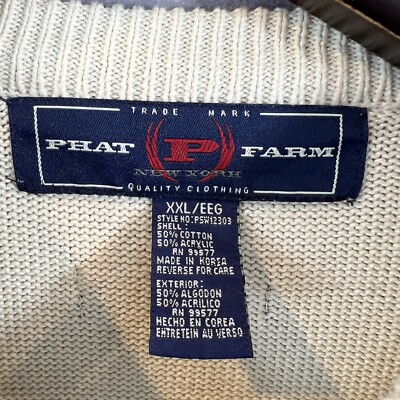 TRADE MARK
PHAT P FARM
NEW YORK
QUALITY CLOTHING
XXL/EEG
STYLE NO: PSW12303
SHELL:
50% COTTON
50% ACRYLIC
RN 99577
MADE IN KOREA
REVERSE FOR CARE
EXTERIOR:
50% ALGODON
50% ACRILICO
RN 99577
HECHO EN COREA
ENTRETEIN AU VERSO